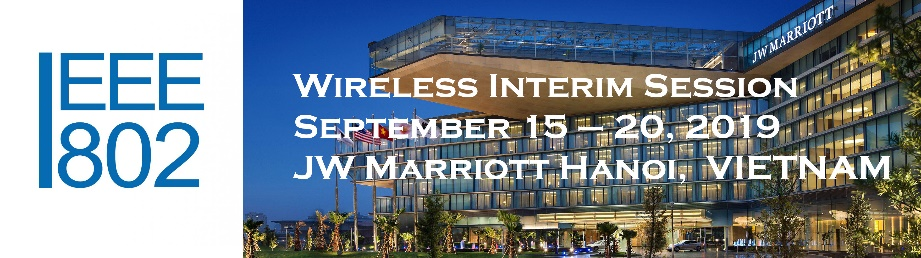 IEEE
802
JW MARRIOTT
WIRELESS INTERIM SESSION
SEPTEMBER 15 – 20, 2019
JW MARRIOTT HANOI, VIETNAM